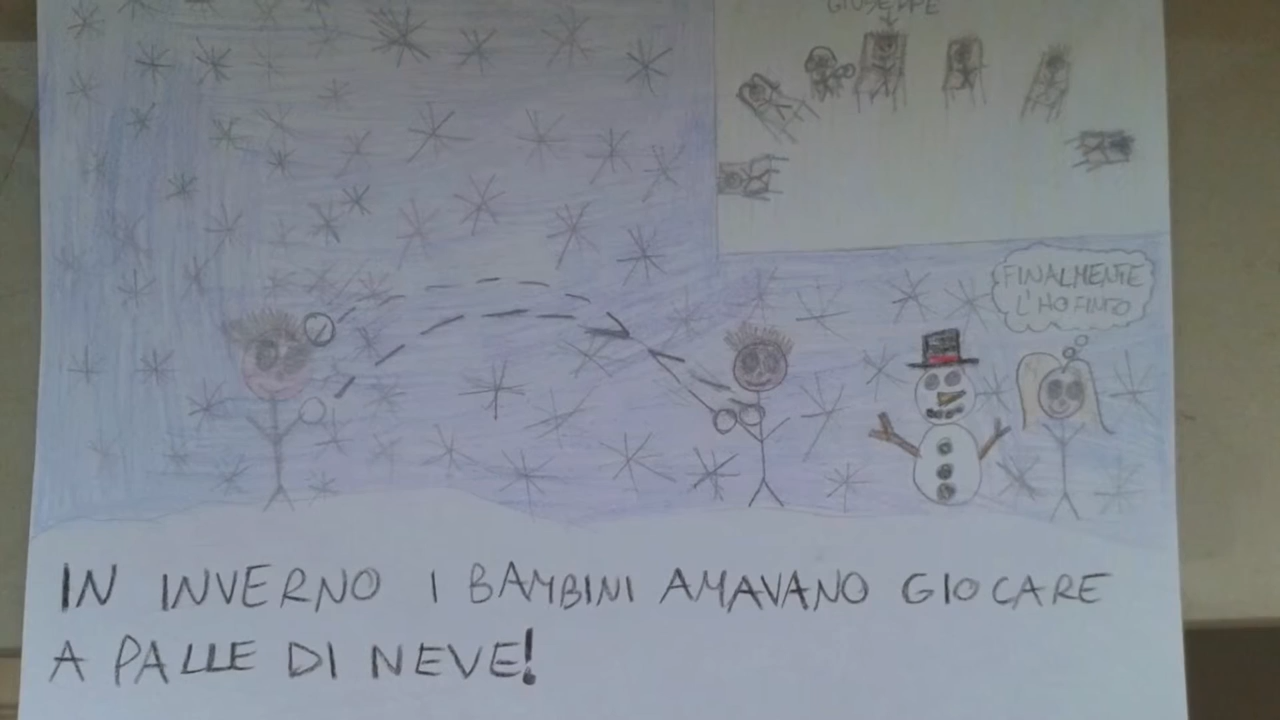 GIUSEPPE
FINALMENTE
L'HO FINITO
IN INVERNO I BAMBINI AMAVANO GIOCARE
A PALLE DI NEVE!